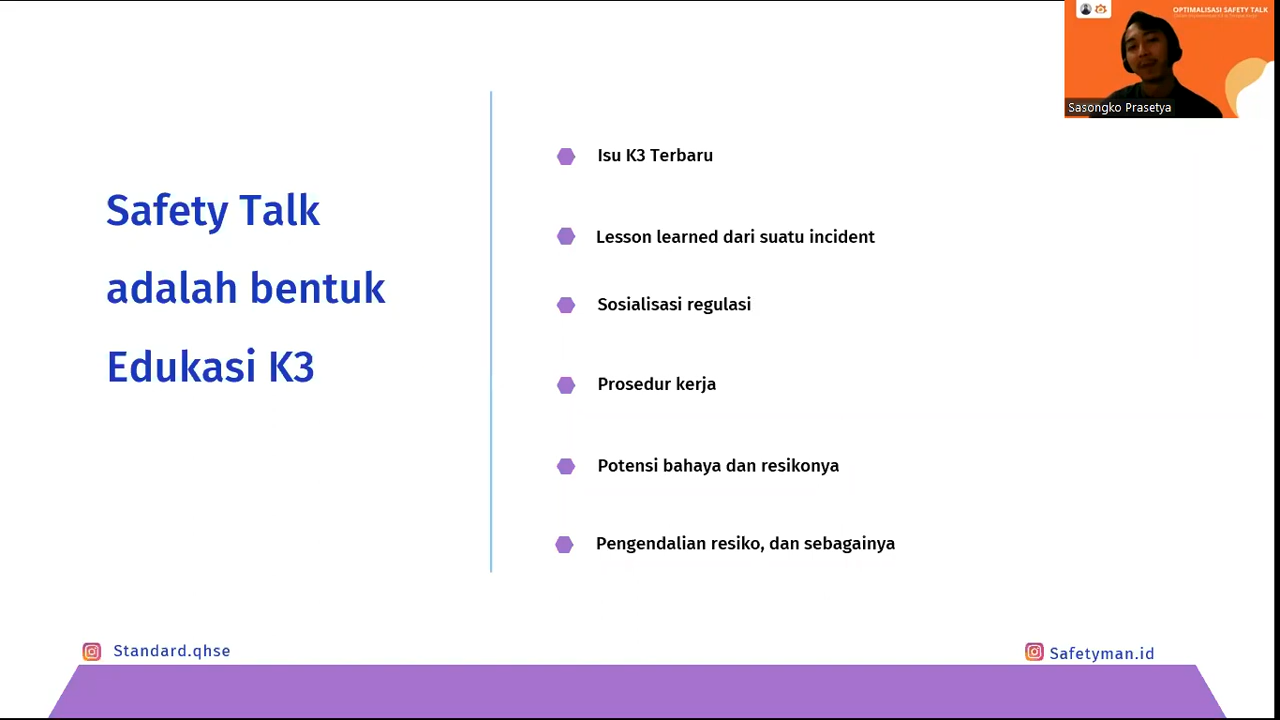 OPTIMALISASI SAFETY TALK
Sasongko Prasetya
Safety Talk
adalah bentuk
Edukasi K3
Isu K3 Terbaru
Lesson learned dari suatu incident
Sosialisasi regulasi
Prosedur kerja
Potensi bahaya dan resikonya
Pengendalian resiko, dan sebagainya
Standard.qhse
Safetyman.id